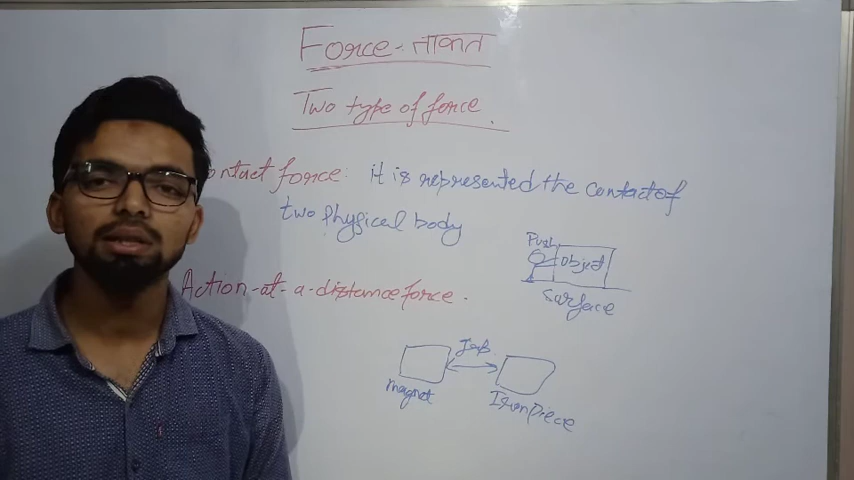 Force - ताकत
Two type of force.
ontact force: it is represented the contact of
two physical body
Push
Object
Surface
Action-at-a-distance force.
magnet
Iron Piece